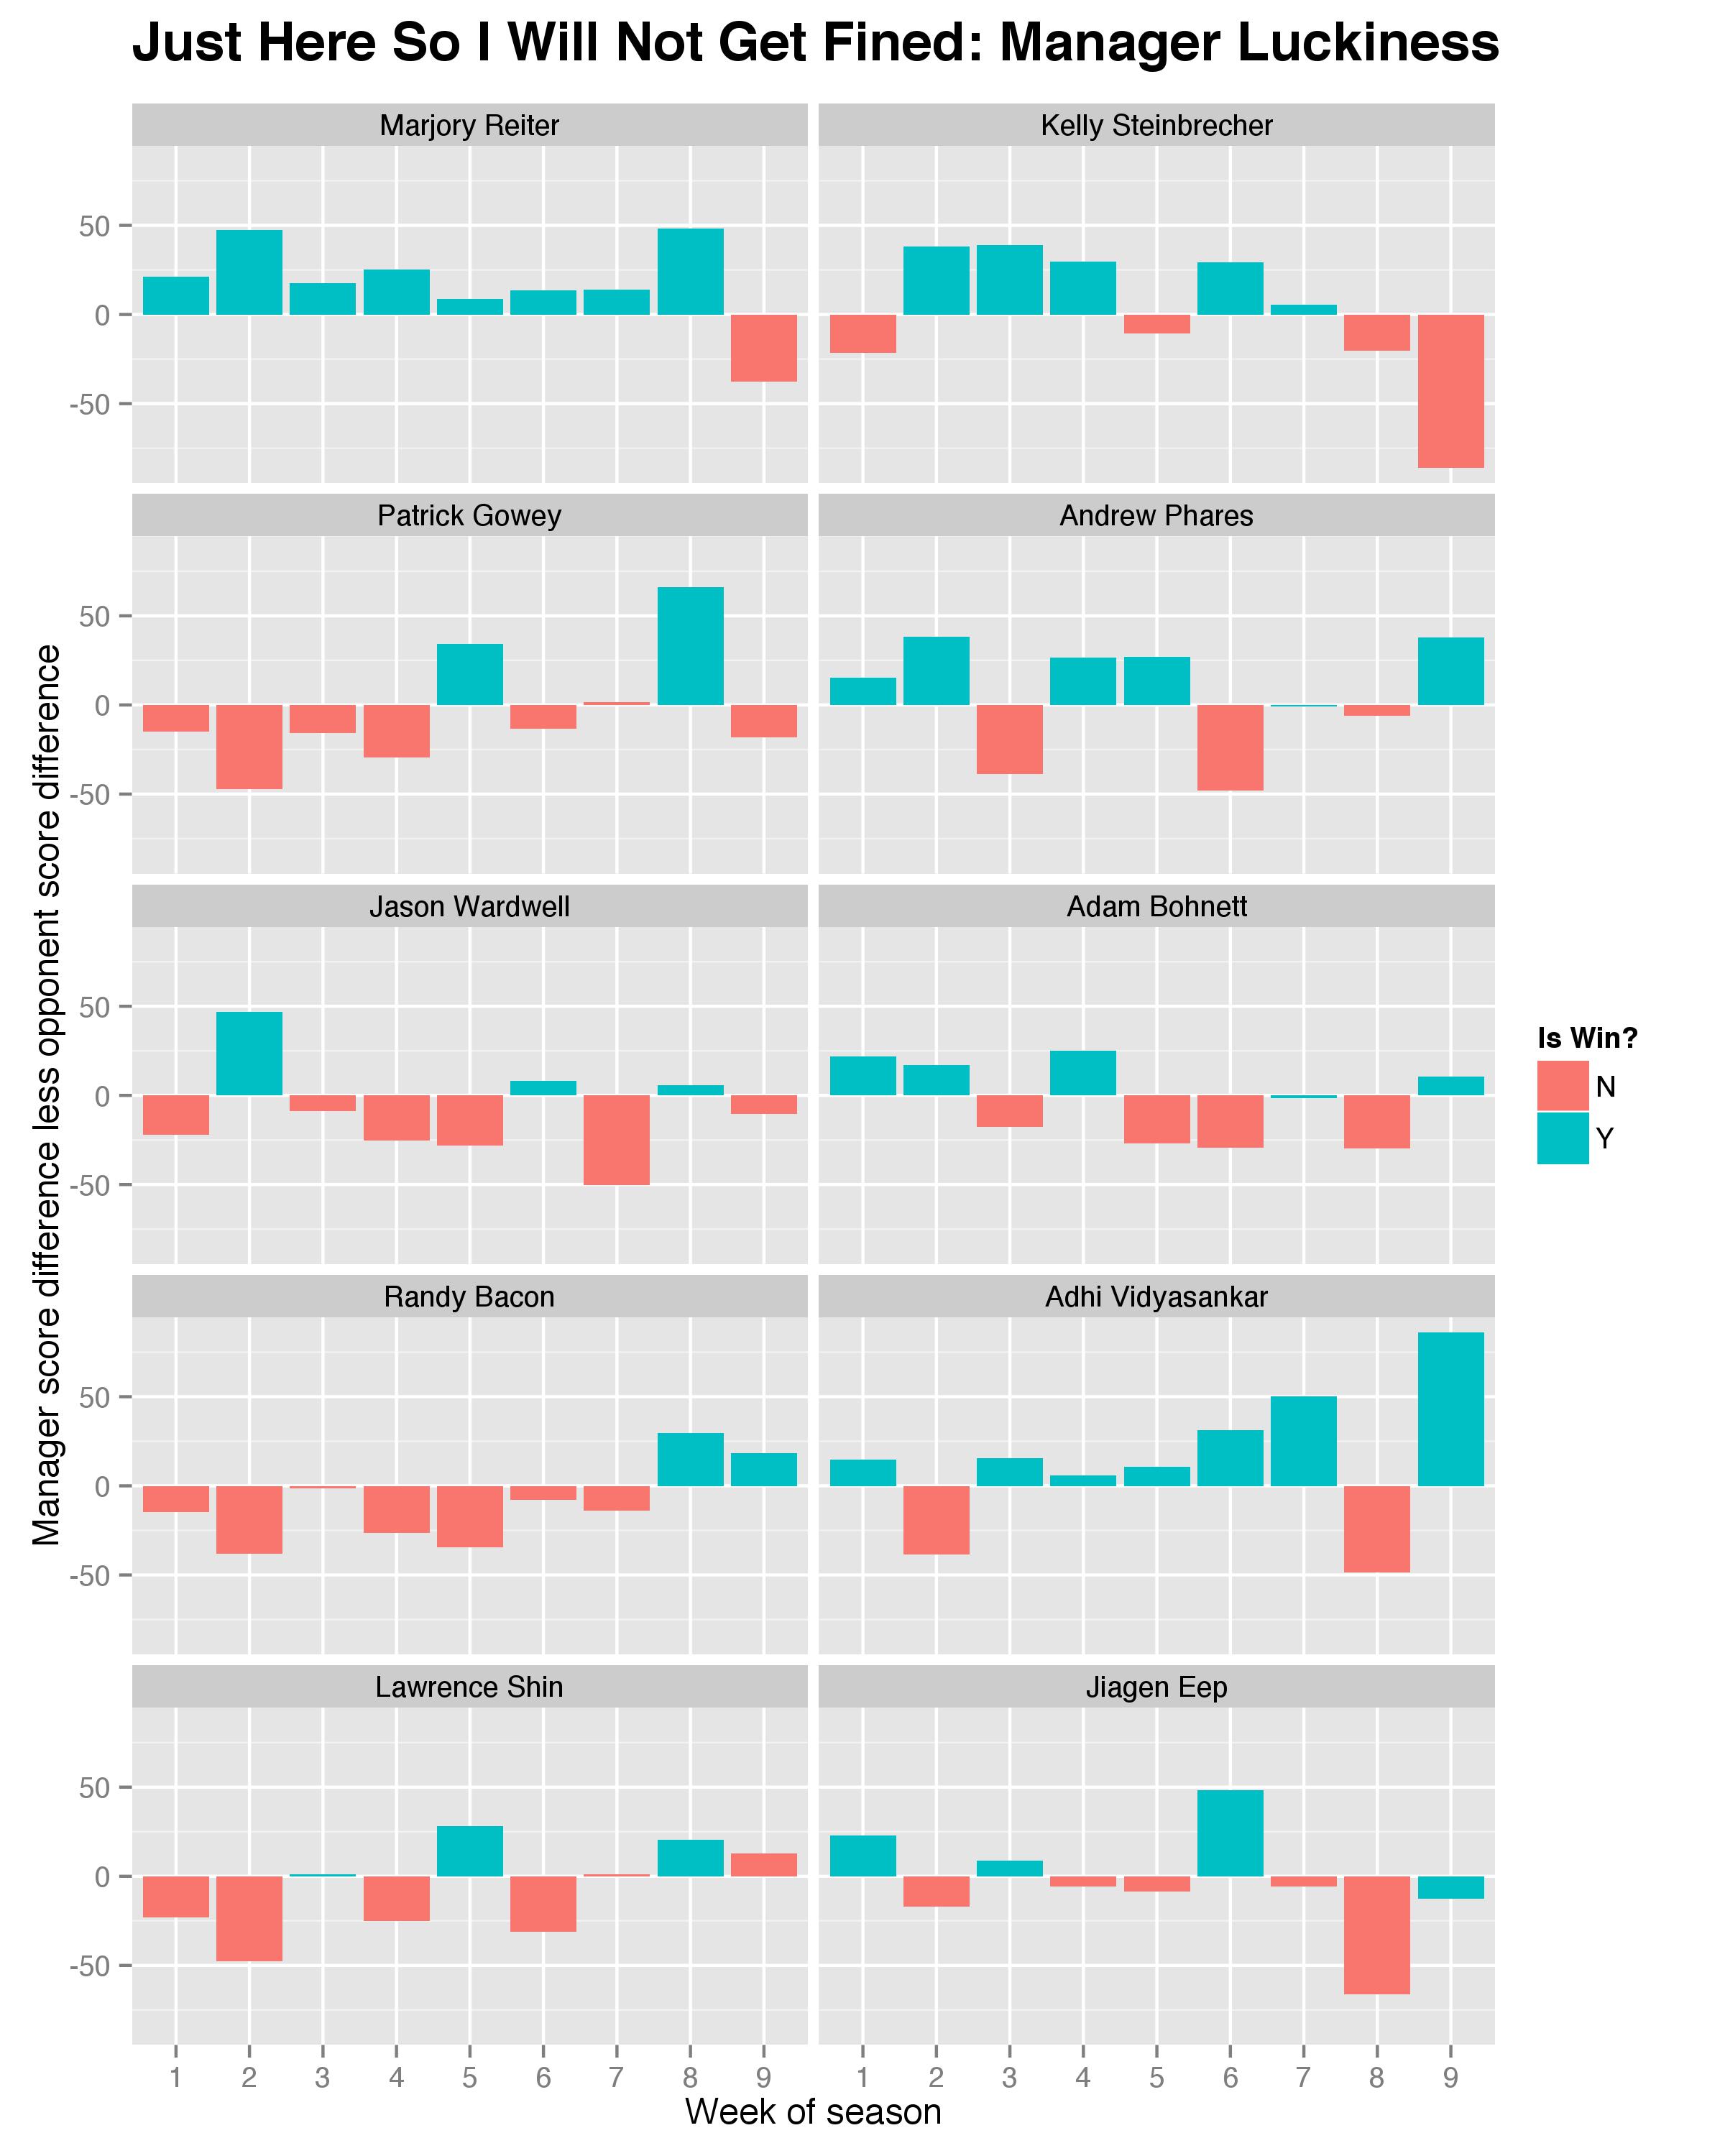 Just Here So I Will Not Get Fined: Manager Luckiness
Marjory Reiter
Kelly Steinbrecher
50
0
-50
Patrick Gowey
Andrew Phares
50
0
-50
Jason Wardwell
Adam Bohnett
50
0
-50
Randy Bacon
Adhi Vidyasankar
50
0
-50
Lawrence Shin
Jiagen Eep
50
0
-50
1 2 3 4 5 6 7 8 9
1 2 3 4 5 6 7 8 9
Week of season
Manager score difference less opponent score difference
Is Win?
N
Y